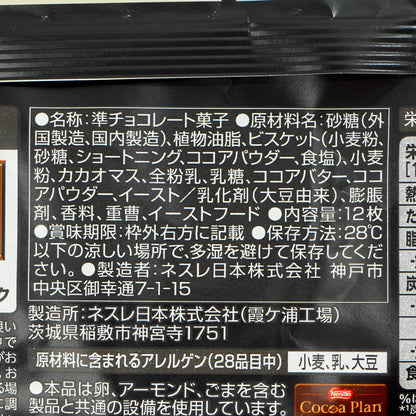 ●名称：準チョコレート菓子 ●原材料名：砂糖(外
国製造、国内製造)、植物油脂、ビスケット(小麦粉、
砂糖、ショートニング、ココアパウダー、食塩)、小麦
粉、カカオマス、全粉乳、乳糖、ココアバター、ココ
アパウダー、イースト／乳化剤(大豆由来)、膨脹
剤、香料、重曹、イーストフード ●内容量：12枚
●賞味期限：枠外右方に記載 ●保存方法：28℃
以下の涼しい場所で、多湿を避けて保存してくださ
い。●製造者：ネスレ日本株式会社 神戸市
中央区御幸通7-1-15
製造所：ネスレ日本株式会社(霞ケ浦工場)
茨城県稲敷市神宮寺1751
原材料に含まれるアレルゲン(28品目中) 小麦、乳、大豆
●本品は卵、アーモンド、ごまを含む
製品と共通の設備を使用しています。
Nestlé
Cocoa Plan